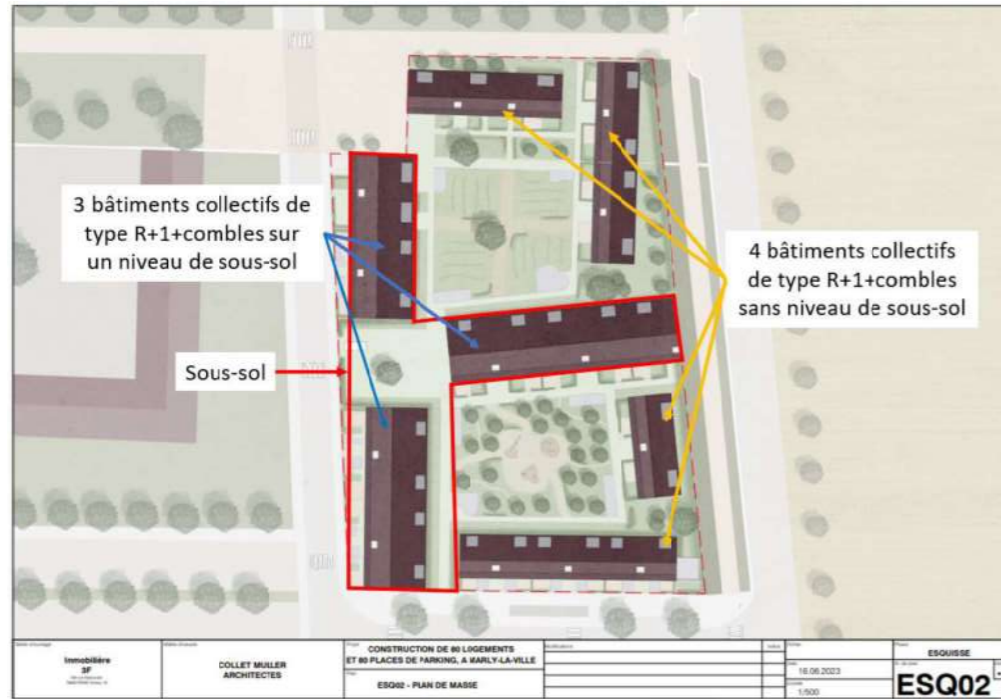 3 bâtiments collectifs de
type R+1+combles sur
un niveau de sous-sol
4 bâtiments collectifs
de type R+1+combles
sans niveau de sous-sol
Sous-sol
Immobilière
3F
COLLET MULLER
ARCHITECTES
CONSTRUCTION DE 80 LOGEMENTS
ET 80 PLACES DE PARKING, A MARLY-LA-VILLE
ESQ02 - PLAN DE MASSE
16.06.2023
1/500
ESQUISSE
ESQ02